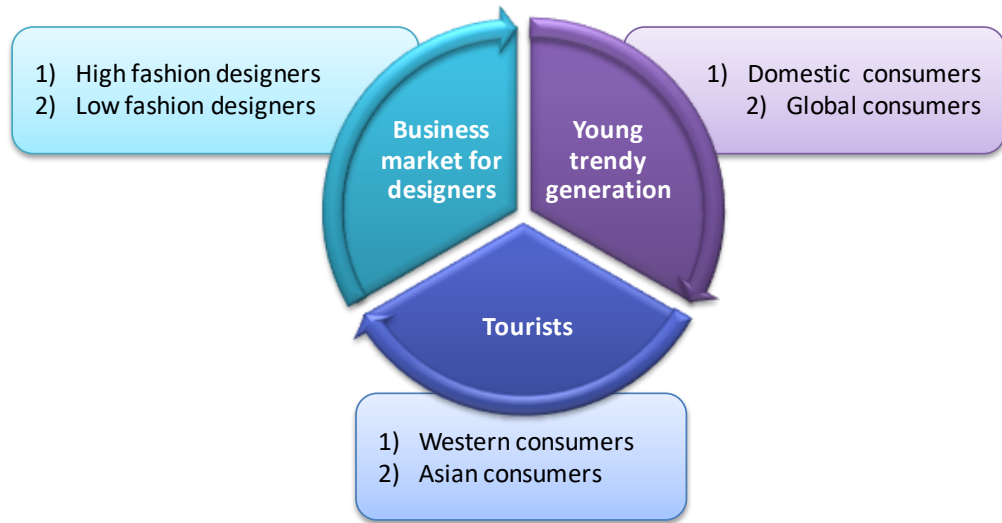 1) High fashion designers
2) Low fashion designers
Business
market for
designers
Young
trendy
generation
1) Domestic consumers
2) Global consumers
Tourists
1) Western consumers
2) Asian consumers